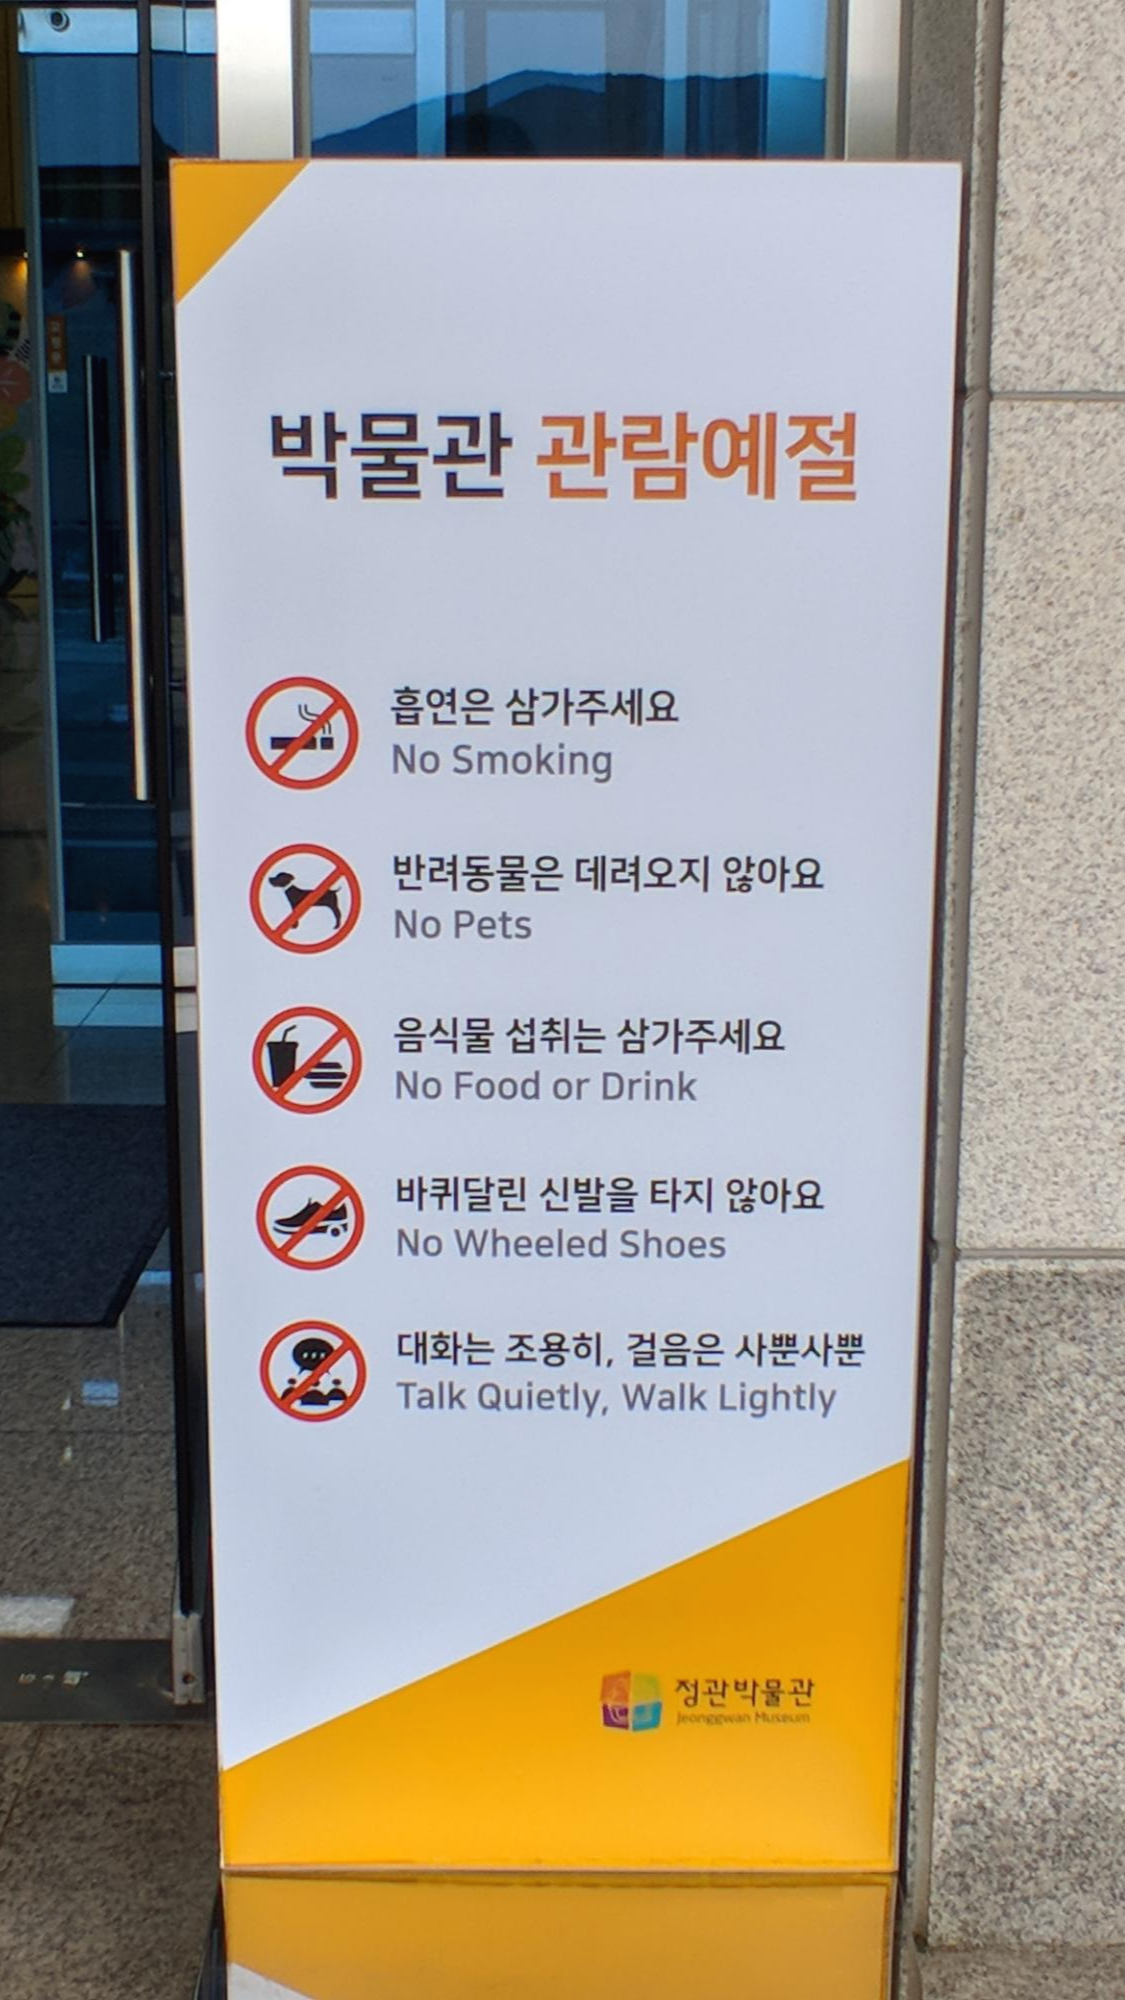 박물관 관람예절
흡연은 삼가주세요
No Smoking
반려동물은 데려오지 않아요
No Pets
음식물 섭취는 삼가주세요
No Food or Drink
바퀴달린 신발을 타지 않아요
No Wheeled Shoes
대화는 조용히, 걸음은 사뿐사뿐
Talk Quietly, Walk Lightly
정관박물관
Jeonggwan Museum